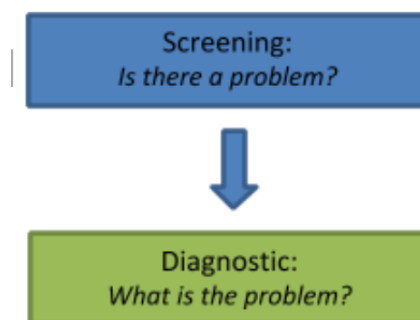 Screening:
Is there a problem?
Diagnostic:
What is the problem?